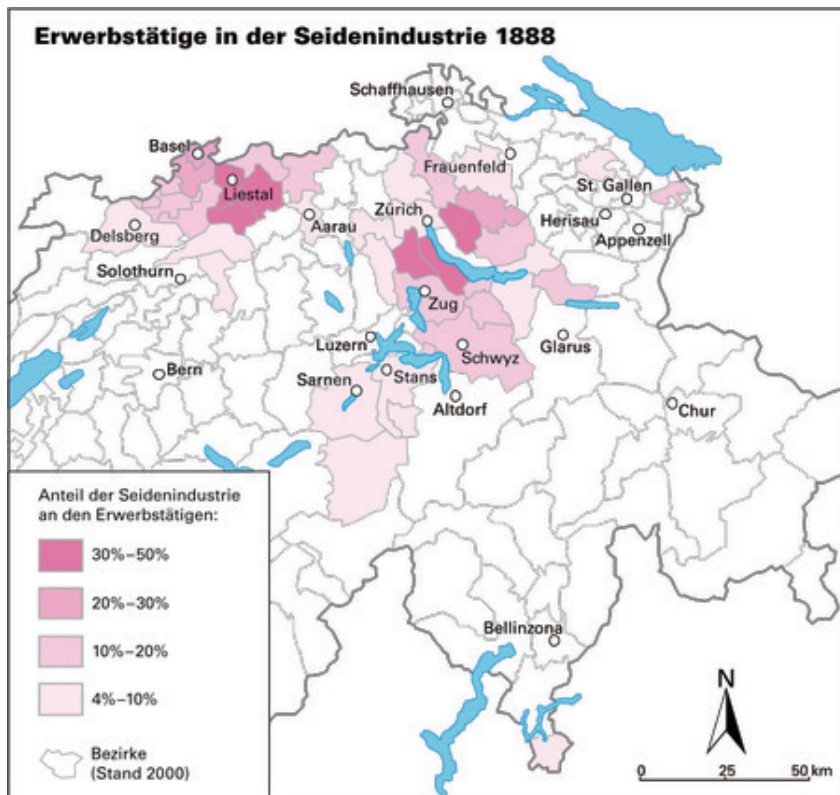 Erwerbstätige in der Seidenindustrie 1888
Schaffhausen
Basel
Frauenfeld
Liestal
St. Gallen
Zürich
Herisau
Aarau
Delsberg
Appenzell
Solothurn
Zug
Luzern
Glarus
Schwyz
Bern
Stans
Sarnen
Altdorf
Chur
Anteil der Seidenindustrie
an den Erwerbstätigen:
30%–50%
20%–30%
10%–20%
4%–10%
Bezirke
(Stand 2000)
Bellinzona
N
0 25 50 km